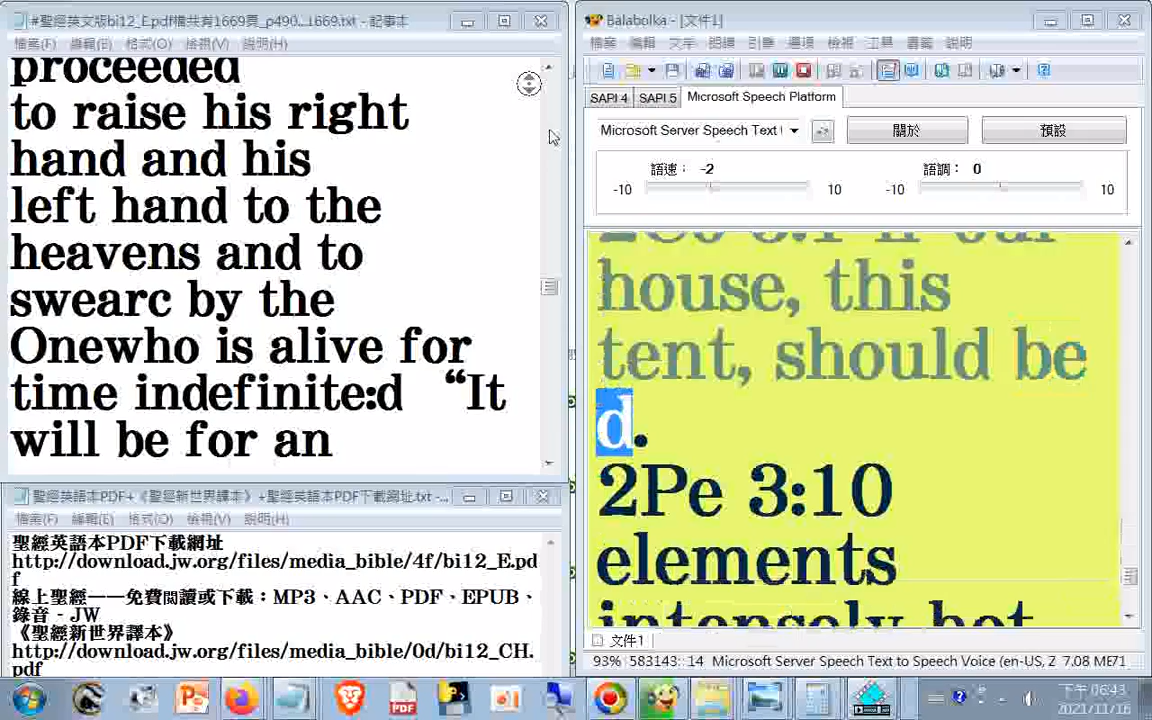 #聖經英文版bi12_E.pdf檔共有1669頁_p490...1669.txt - 記事本
檔案(F) 編輯(E) 格式(O) 檢視(V) 說明(H)
proceeded
to raise his right
hand and his
left hand to the
heavens and to
swearc by the
Onewho is alive for
time indefinite:d “It
will be for an
聖經英語本PDF+《聖經新世界譯本》+聖經英語本PDF下載網址.txt - ...
檔案(F) 編輯(E) 格式(O) 檢視(V) 說明(H)
聖經英語本PDF下載網址
http://download.jw.org/files/media_bible/4f/bi12_E.pd
f
線上聖經——免費閱讀或下載：MP3、AAC、PDF、EPUB、
錄音 - JW
《聖經新世界譯本》
http://download.jw.org/files/media_bible/0d/bi12_CH.
pdf
Balabolka - [文件1]
檔案 編輯 文字 朗讀 引擎 選項 檢視 工具 書籤 說明
SAPI 4 SAPI 5 Microsoft Speech Platform
Microsoft Server Speech Text 關於 預設
語速： -2 語調： 0
-10 10 -10 10
house, this
tent, should be
d.
2Pe 3:10
elements
intensely hot
文件1
93% 583143: 14 Microsoft Server Speech Text to Speech Voice (en-US, Z 7.08 ME71
下午 06:43
2021/11/16